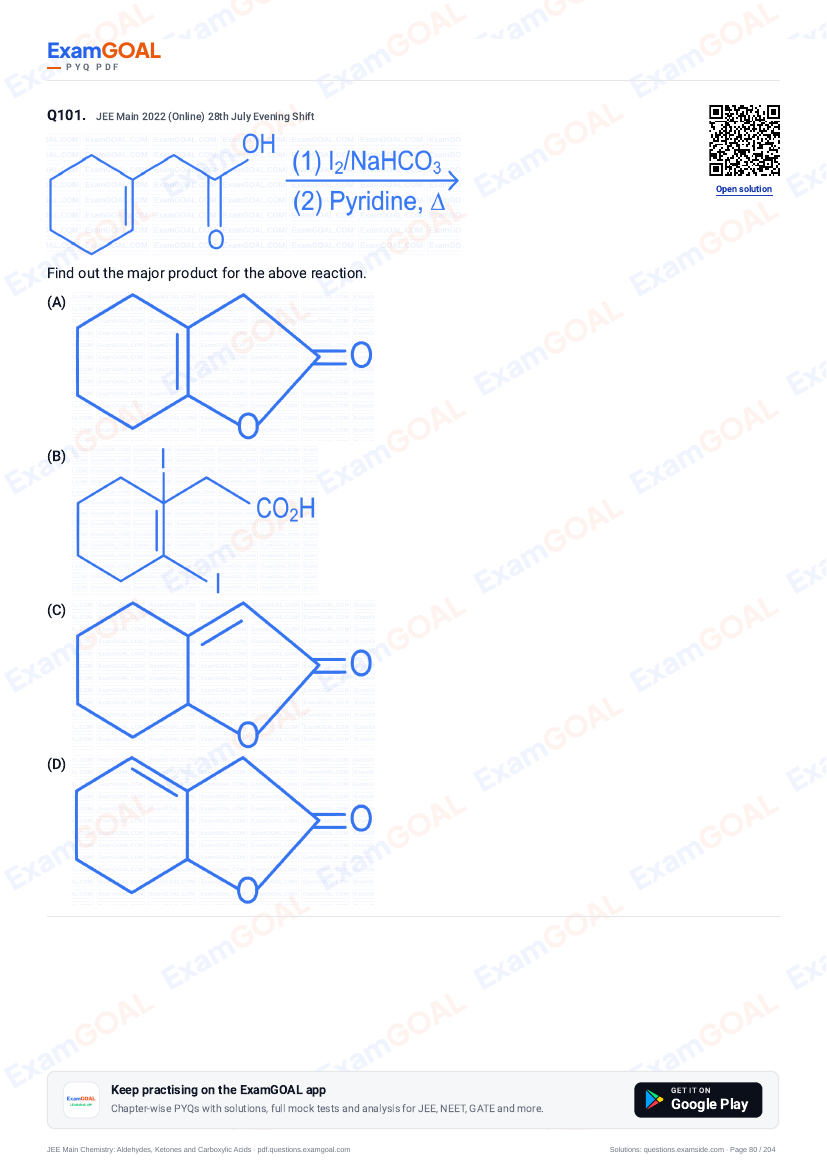 ExamGOAL
PYQ PDF
Q101. JEE Main 2022 (Online) 28th July Evening Shift
Open solution
OH
O
(1) I₂/NaHCO₃
(2) Pyridine, Δ
Find out the major product for the above reaction.
(A)
O
O
(B)
I
CO₂H
I
(C)
O
O
(D)
O
O
Keep practising on the ExamGOAL app
Chapter-wise PYQs with solutions, full mock tests and analysis for JEE, NEET, GATE and more.
GET IT ON
Google Play
JEE Main Chemistry: Aldehydes, Ketones and Carboxylic Acids · pdf.questions.examgoal.com
Solutions: questions.examside.com · Page 80 / 204